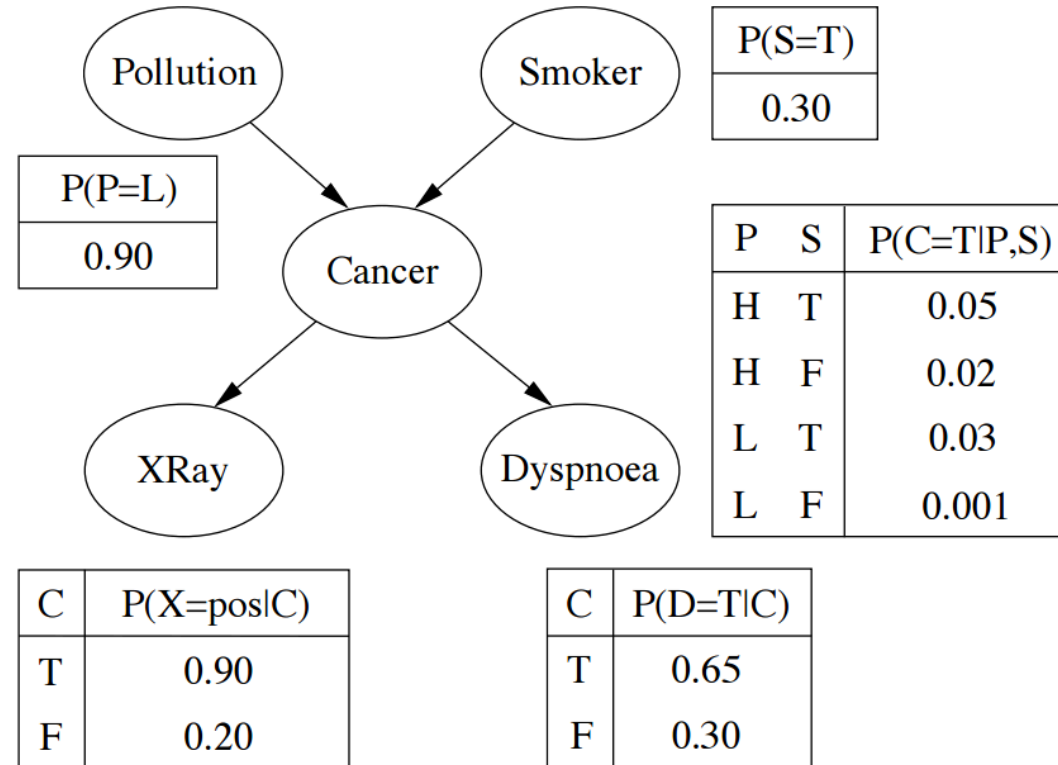 Pollution
Smoker
P(S=T)
0.30
P(P=L)
0.90
Cancer
P S P(C=T|P,S)
H T 0.05
H F 0.02
L T 0.03
L F 0.001
XRay
Dyspnoea
C P(X=pos|C)
T 0.90
F 0.20
C P(D=T|C)
T 0.65
F 0.30